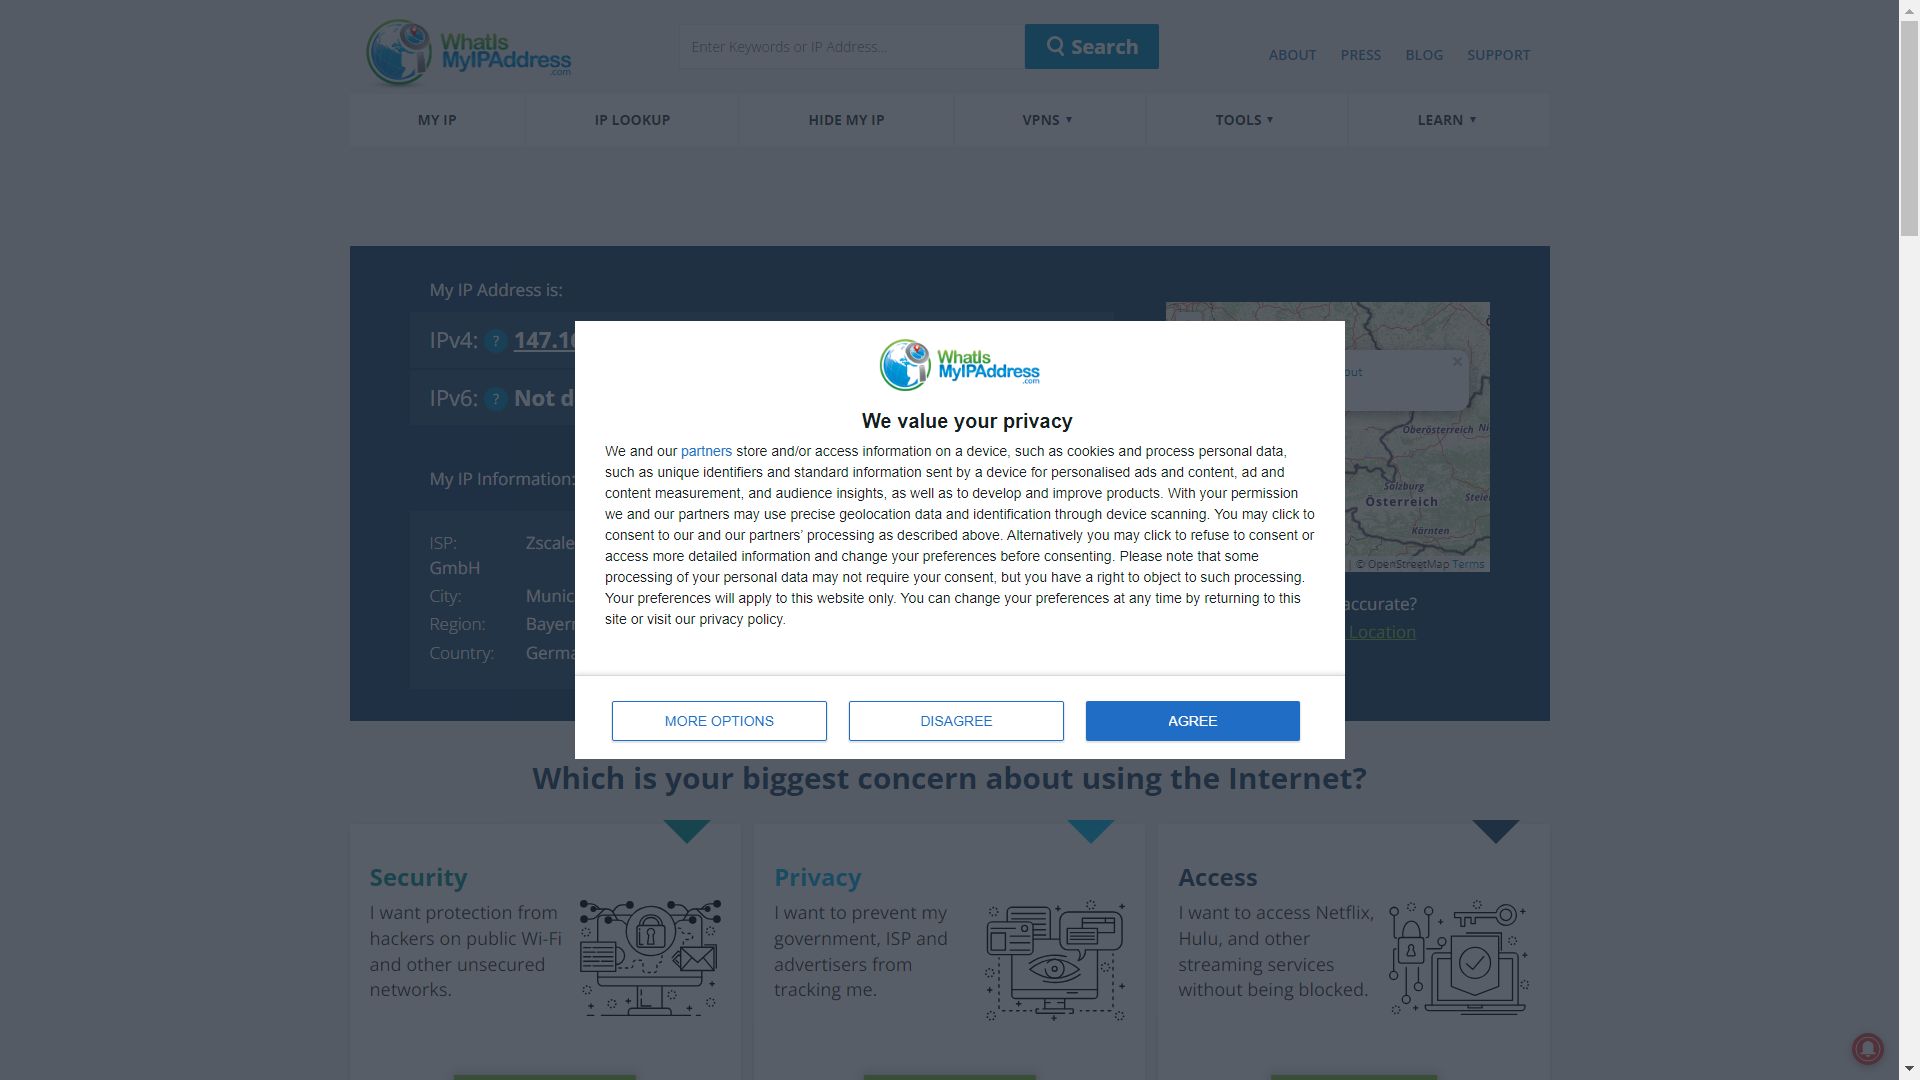 WhatIs
MyIPAddress
.com
Enter Keywords or IP Address...
Search
ABOUT
PRESS
BLOG
SUPPORT
MY IP
IP LOOKUP
HIDE MY IP
VPNS ▼
TOOLS ▼
LEARN ▼
My IP Address is:
IPv4: ? 147.1
IPv6: ? Not d
My IP Information:
ISP: Zscale
GmbH
City: Munic
Region: Bayer
Country: Germa
out
×
Oberösterreich
Salzburg
Österreich
Steie
Kärnten
| © OpenStreetMap Terms
accurate?
Location
WhatIs
MyIPAddress
.com
We value your privacy
We and our partners store and/or access information on a device, such as cookies and process personal data,
such as unique identifiers and standard information sent by a device for personalised ads and content, ad and
content measurement, and audience insights, as well as to develop and improve products. With your permission
we and our partners may use precise geolocation data and identification through device scanning. You may click to
consent to our and our partners’ processing as described above. Alternatively you may click to refuse to consent or
access more detailed information and change your preferences before consenting. Please note that some
processing of your personal data may not require your consent, but you have a right to object to such processing.
Your preferences will apply to this website only. You can change your preferences at any time by returning to this
site or visit our privacy policy.
MORE OPTIONS
DISAGREE
AGREE
Which is your biggest concern about using the Internet?
Security
I want protection from
hackers on public Wi-Fi
and other unsecured
networks.
Privacy
I want to prevent my
government, ISP and
advertisers from
tracking me.
Access
I want to access Netflix,
Hulu, and other
streaming services
without being blocked.